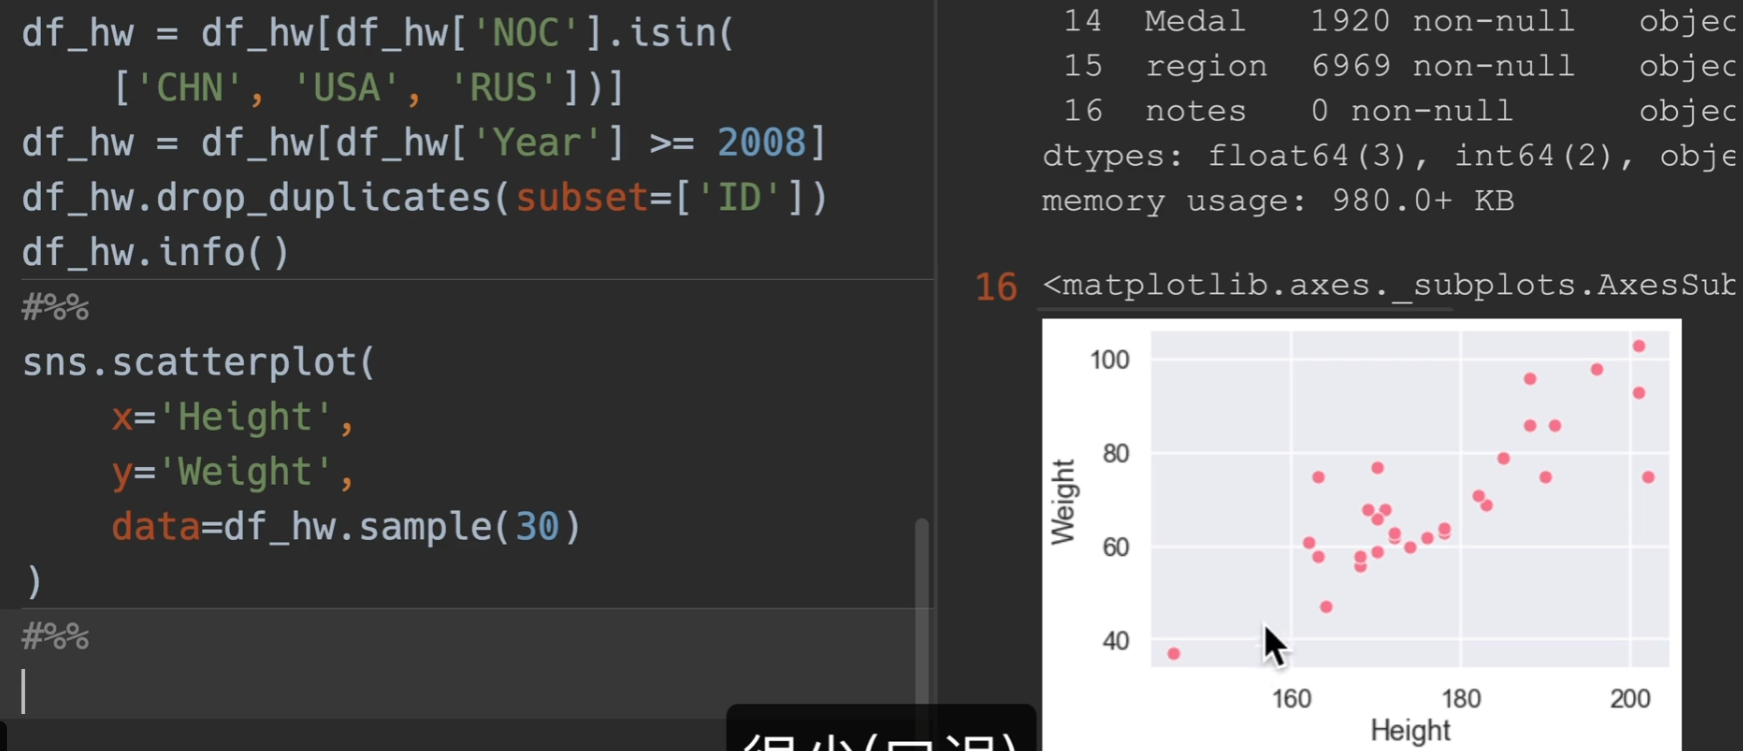 df_hw = df_hw[df_hw['NOC'].isin(
['CHN', 'USA', 'RUS'])]
df_hw = df_hw[df_hw['Year'] >= 2008]
df_hw.drop_duplicates(subset=['ID'])
df_hw.info()
#%%
sns.scatterplot(
x='Height',
y='Weight',
data=df_hw.sample(30)
)
#%%
14 Medal 1920 non-null objec
15 region 6969 non-null objec
16 notes 0 non-null objec
dtypes: float64(3), int64(2), obje
memory usage: 980.0+ KB
16 <matplotlib.axes._subplots.AxesSub
100
80
60
40
Weight
160 180 200
Height